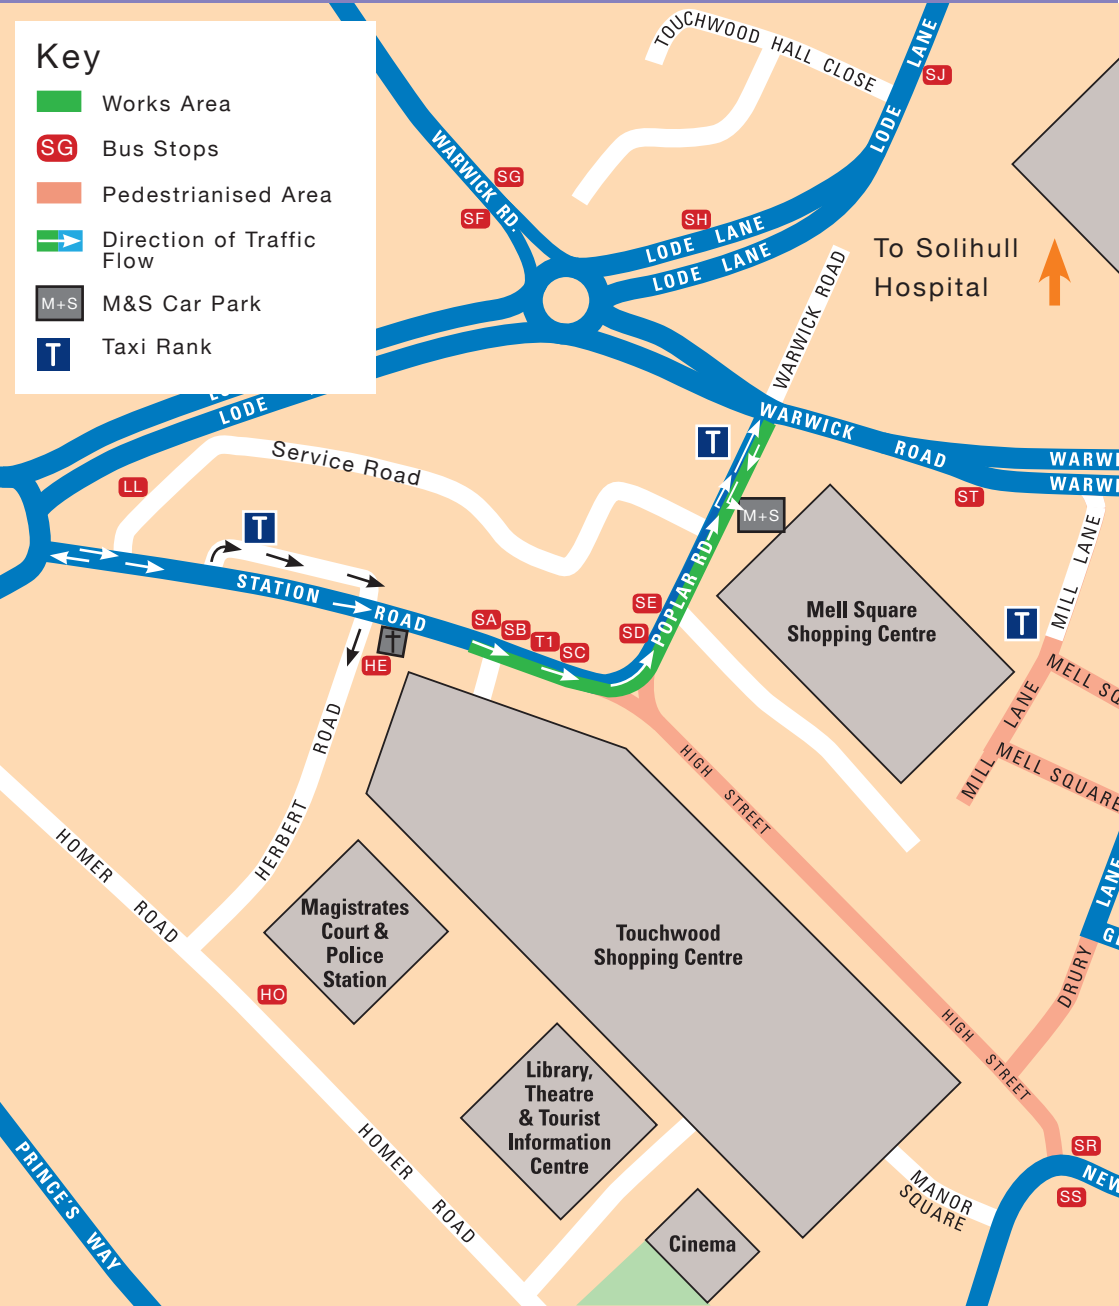 Key
Works Area
SG
Bus Stops
Pedestrianised Area
Direction of Traffic
Flow
M+S
M&S Car Park
T
Taxi Rank
TOUCHWOOD HALL CLOSE
LODE LANE
SJ
WARWICK RD.
SG
SF
SH
LODE LANE
LODE LANE
To Solihull
Hospital
WARWICK ROAD
LODE
WARWICK ROAD
WARWI
WARWI
T
ST
Service Road
LL
T
M+S
MILL LANE
STATION ROAD
POPLAR RD
SE
SD
SA
SB
T1
SC
HE
Mell Square
Shopping Centre
T
MELL SQ
MILL LANE
MELL SQUARE
HERBERT ROAD
HIGH STREET
HOMER ROAD
LANE
Magistrates
Court &
Police
Station
Touchwood
Shopping Centre
DRURY
HO
HIGH STREET
Library,
Theatre
& Tourist
Information
Centre
HOMER ROAD
PRINCE'S WAY
SR
NEW
SS
MANOR
SQUARE
Cinema